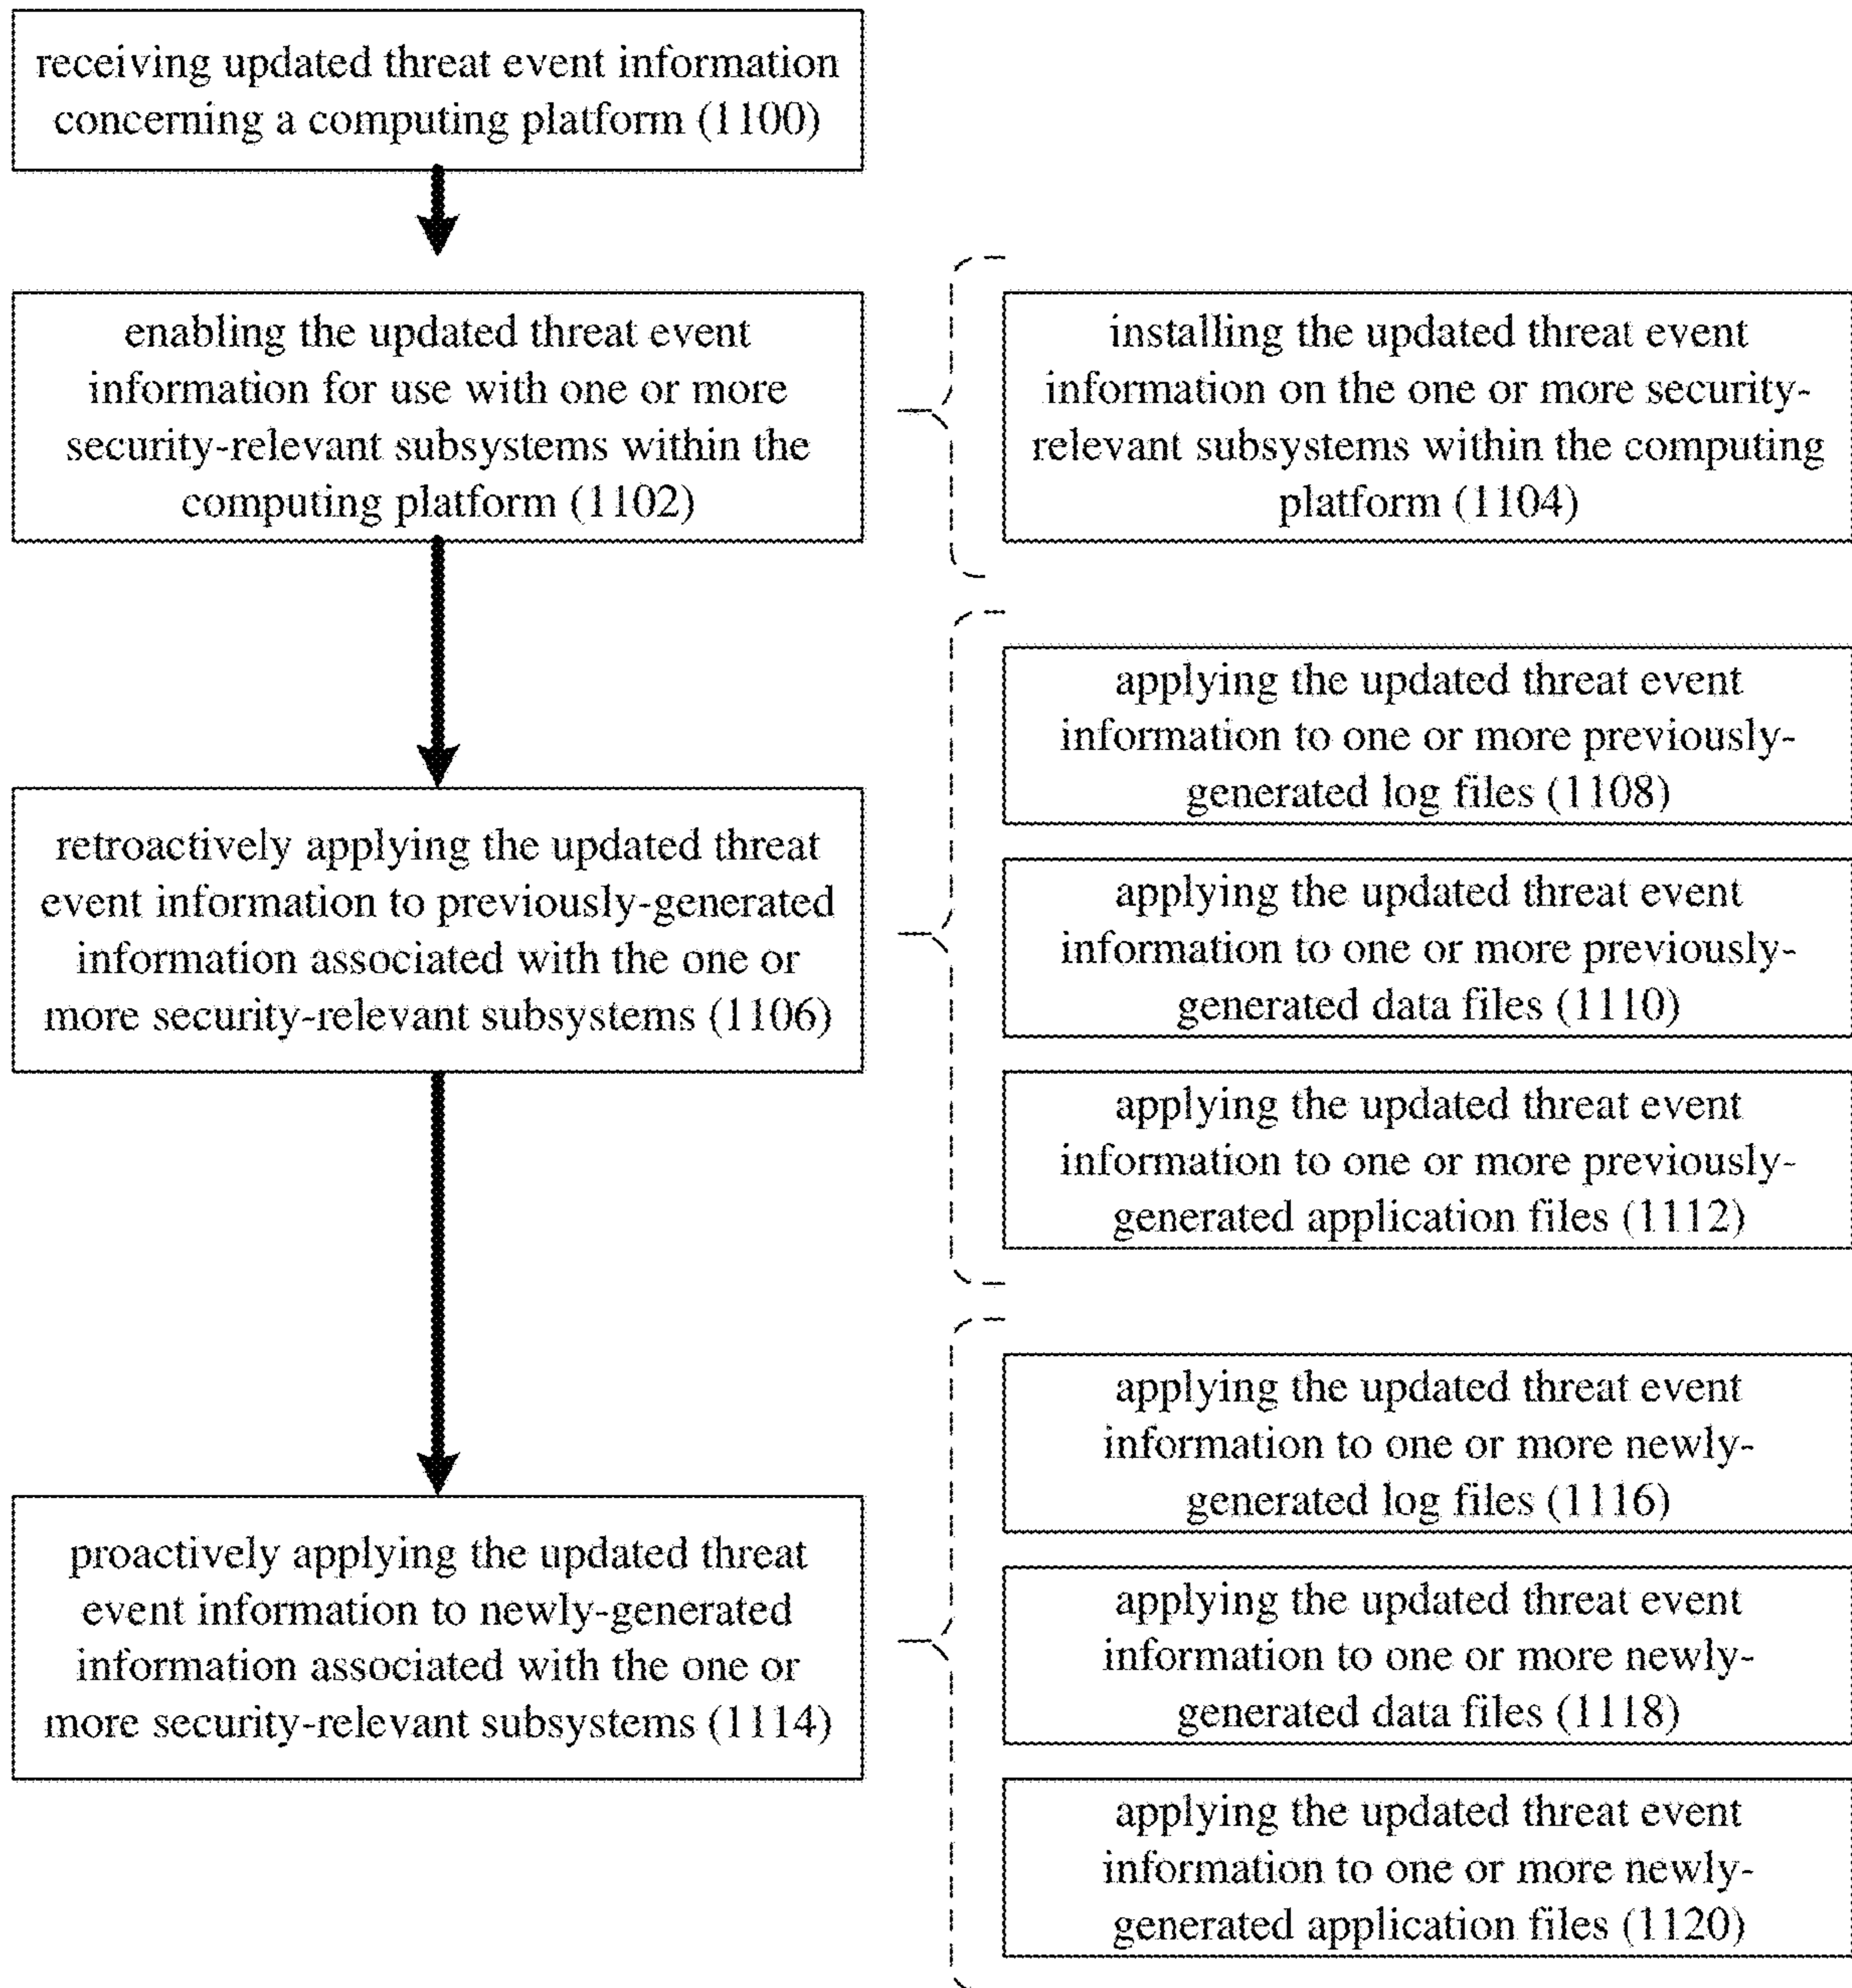 receiving updated threat event information
concerning a computing platform (1100)
enabling the updated threat event
information for use with one or more
security-relevant subsystems within the
computing platform (1102)
installing the updated threat event
information on the one or more security-
relevant subsystems within the computing
platform (1104)
retroactively applying the updated threat
event information to previously-generated
information associated with the one or
more security-relevant subsystems (1106)
applying the updated threat event
information to one or more previously-
generated log files (1108)
applying the updated threat event
information to one or more previously-
generated data files (1110)
applying the updated threat event
information to one or more previously-
generated application files (1112)
proactively applying the updated threat
event information to newly-generated
information associated with the one or
more security-relevant subsystems (1114)
applying the updated threat event
information to one or more newly-
generated log files (1116)
applying the updated threat event
information to one or more newly-
generated data files (1118)
applying the updated threat event
information to one or more newly-
generated application files (1120)